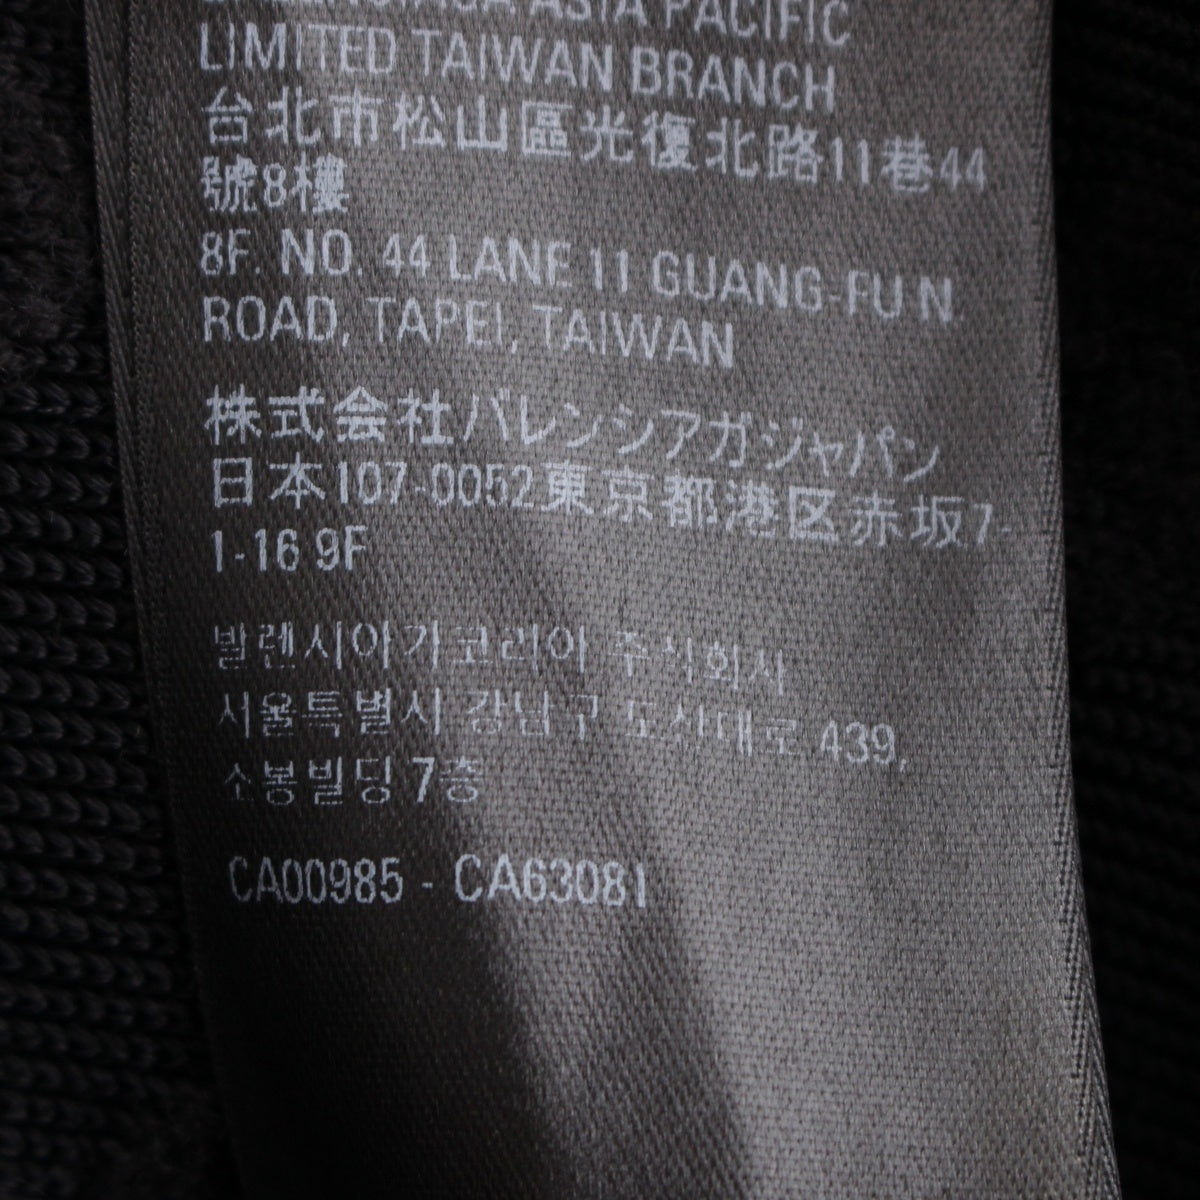 BALENCIAGA ASIA PACIFIC
LIMITED TAIWAN BRANCH
台北市松山區光復北路11巷44
號8樓
8F. NO. 44 LANE 11 GUANG-FU N
ROAD, TAPEI, TAIWAN
株式会社バレンシアガジャパン
日本107-0052東京都港区赤坂7-
1-16 9F
발렌시아가코리아 주식회사
서울특별시 강남구 도산대로 439,
소봉빌딩 7층
CA00985 - CA63081